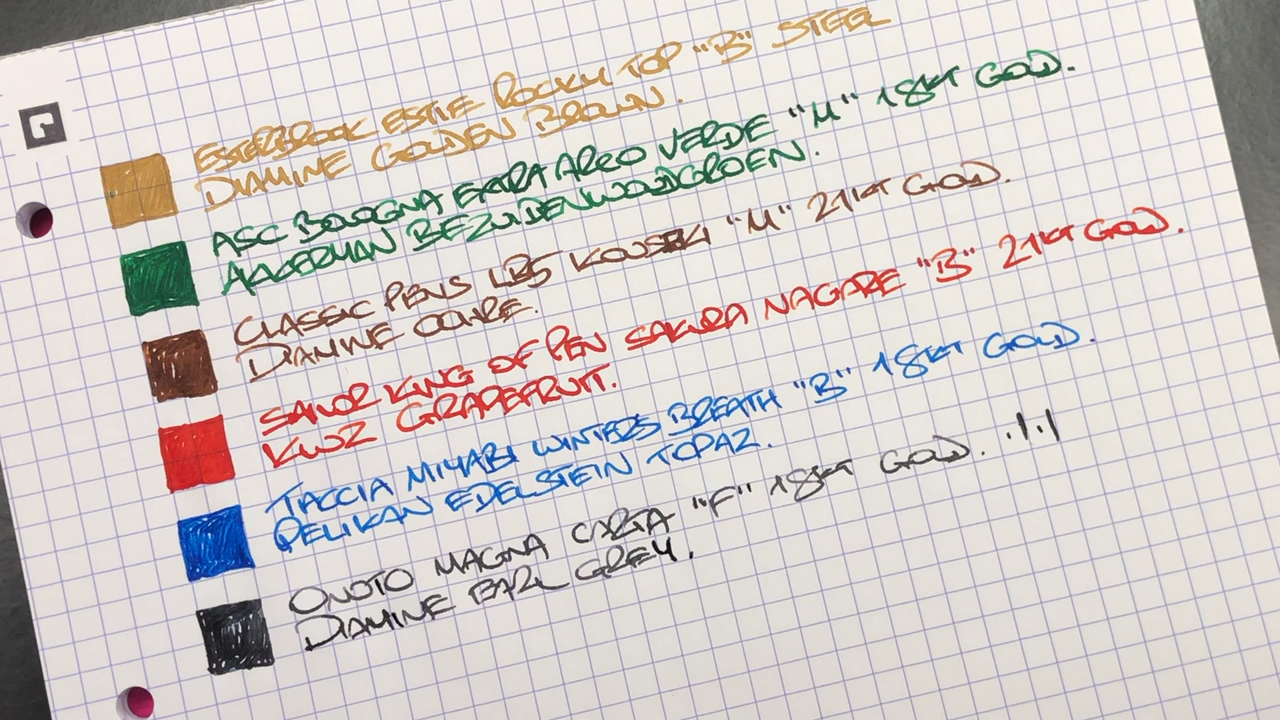 ESTERBROOK ESTIE ROCKY TOP "B" STEEL
DIAMINE GOLDEN BROWN.
ASC BOLOGNA EXTRA ARCO VERDE "M" 18KT GOLD.
AKKERMAN BEZUIDENWOUDGROEN.
CLASSIC PENS LB5 "M" 21KT GOLD.
DIAMINE OCHRE.
SAILOR KING OF PEN SAKURA NAGARE "B" 21KT GOLD.
KWZ GRAPEFRUIT.
TACCIA MIYABI WINTERS BREATH "B" 18KT GOLD.
PELIKAN EDELSTEIN TOPAZ.
ONOTO MAGNA CARTA "F" 18KT GOLD.
DIAMINE EARL GREY.